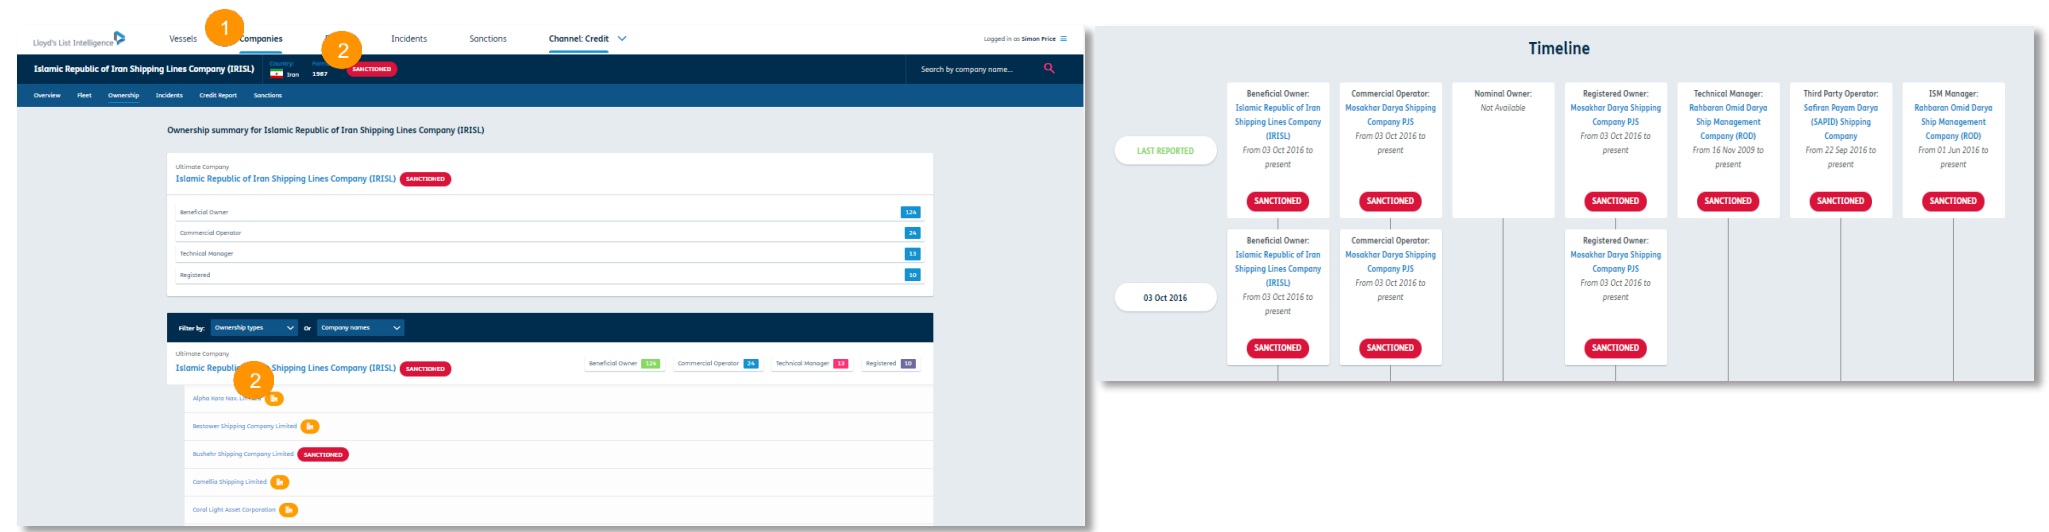 Lloyd's List Intelligence
Vessels
1
Companies
2
Incidents
Sanctions
Channel: Credit
Logged in as Simon Price
Islamic Republic of Iran Shipping Lines Company (IRISL)
Country:
Iran
1967
SANCTIONED
Search by company name...
Overview
Fleet
Ownership
Incidents
Credit Report
Sanctions
Ownership summary for Islamic Republic of Iran Shipping Lines Company (IRISL)
Ultimate Company
Islamic Republic of Iran Shipping Lines Company (IRISL) SANCTIONED
Beneficial Owner 124
Commercial Operator 24
Technical Manager 13
Registered 10
Filter by: Ownership types or Company names
Ultimate Company
Islamic Republic Shipping Lines Company (IRISL) SANCTIONED
Beneficial Owner 124 Commercial Operator 24 Technical Manager 13 Registered 10
2
Alpha Kara Nav.
Bestower Shipping Company Limited
Bushehr Shipping Company Limited SANCTIONED
Camellia Shipping Limited
Coral Light Asset Corporation
Timeline
LAST REPORTED
Beneficial Owner:
Islamic Republic of Iran
Shipping Lines Company
(IRISL)
From 03 Oct 2016 to
present
SANCTIONED
Commercial Operator:
Mosakhar Darya Shipping
Company PJS
From 03 Oct 2016 to
present
SANCTIONED
Nominal Owner:
Not Available
Registered Owner:
Mosakhar Darya Shipping
Company PJS
From 03 Oct 2016 to
present
SANCTIONED
Technical Manager:
Rahbaran Omid Darya
Ship Management
Company (ROD)
From 16 Nov 2009 to
present
SANCTIONED
Third Party Operator:
Safiran Payam Darya
(SAPID) Shipping
Company
From 22 Sep 2016 to
present
SANCTIONED
ISM Manager:
Rahbaran Omid Darya
Ship Management
Company (ROD)
From 01 Jun 2016 to
present
SANCTIONED
03 Oct 2016
Beneficial Owner:
Islamic Republic of Iran
Shipping Lines Company
(IRISL)
From 03 Oct 2016 to
present
SANCTIONED
Commercial Operator:
Mosakhar Darya Shipping
Company PJS
From 03 Oct 2016 to
present
SANCTIONED
Registered Owner:
Mosakhar Darya Shipping
Company PJS
From 03 Oct 2016 to
present
SANCTIONED